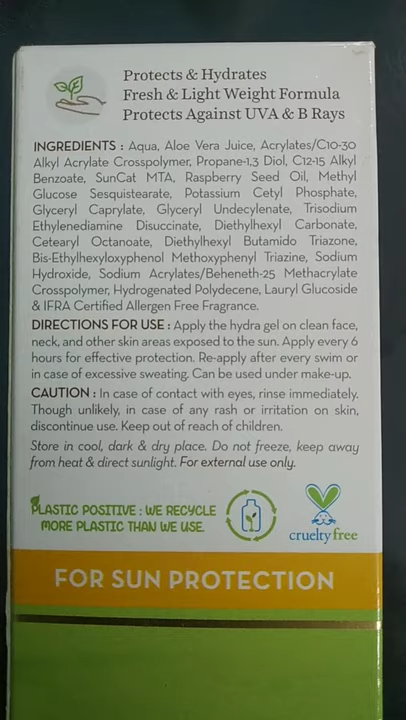 Protects & Hydrates
Fresh & Light Weight Formula
Protects Against UVA & B Rays
INGREDIENTS : Aqua, Aloe Vera Juice, Acrylates/C10-30
Alkyl Acrylate Crosspolymer, Propane-1,3 Diol, C12-15 Alkyl
Benzoate, SunCat MTA, Raspberry Seed Oil, Methyl
Glucose Sesquistearate, Potassium Cetyl Phosphate,
Glyceryl Caprylate, Glyceryl Undecylenate, Trisodium
Ethylenediamine Disuccinate, Diethylhexyl Carbonate,
Cetearyl Octanoate, Diethylhexyl Butamido Triazone,
Bis-Ethylhexyloxyphenol Methoxyphenyl Triazine, Sodium
Hydroxide, Sodium Acrylates/Beheneth-25 Methacrylate
Crosspolymer, Hydrogenated Polydecene, Lauryl Glucoside
& IFRA Certified Allergen Free Fragrance.
DIRECTIONS FOR USE : Apply the hydra gel on clean face,
neck, and other skin areas exposed to the sun. Apply every 6
hours for effective protection. Re-apply after every swim or
in case of excessive sweating. Can be used under make-up.
CAUTION : In case of contact with eyes, rinse immediately.
Though unlikely, in case of any rash or irritation on skin,
discontinue use. Keep out of reach of children.
Store in cool, dark & dry place. Do not freeze, keep away
from heat & direct sunlight. For external use only.
PLASTIC POSITIVE : WE RECYCLE
MORE PLASTIC THAN WE USE.
crueltyfree
FOR SUN PROTECTION